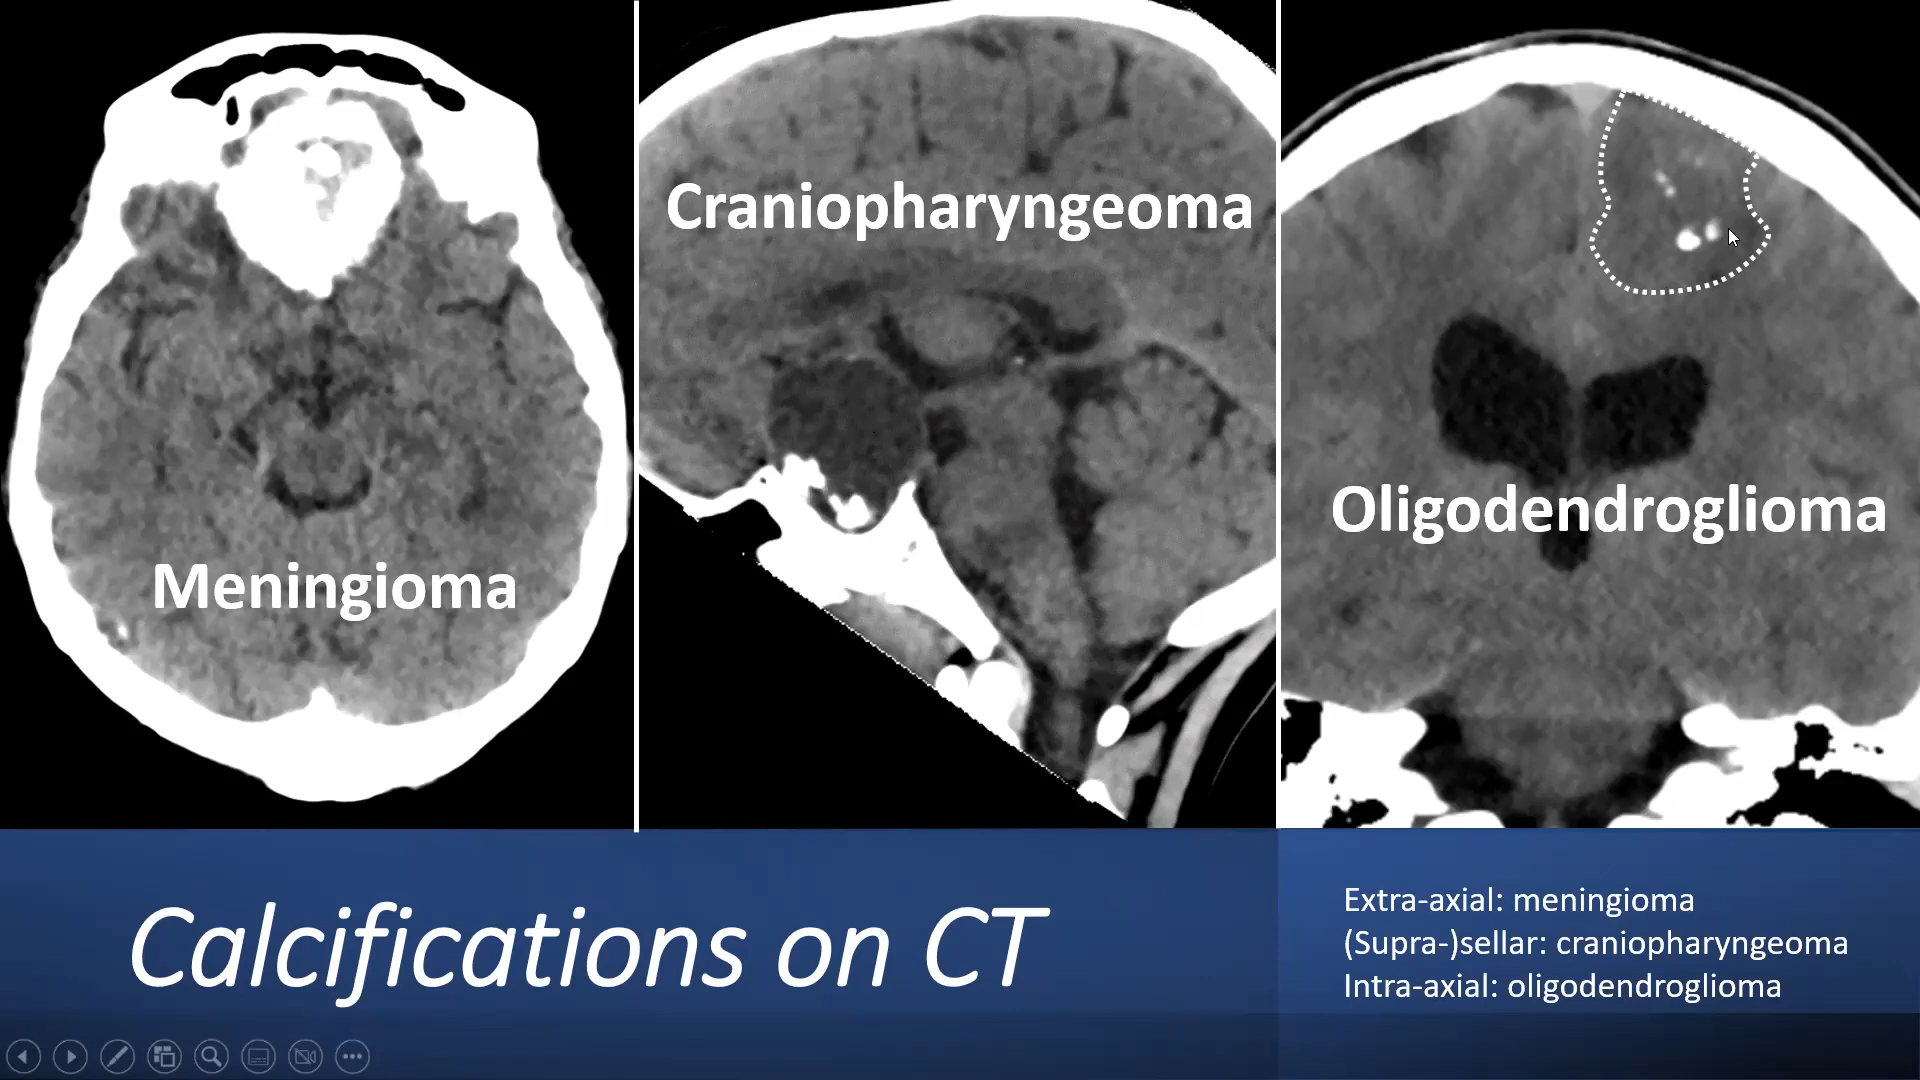 Meningioma
Craniopharyngeoma
Oligodendroglioma
Calcifications on CT
Extra-axial: meningioma
(Supra-)sellar: craniopharyngeoma
Intra-axial: oligodendroglioma